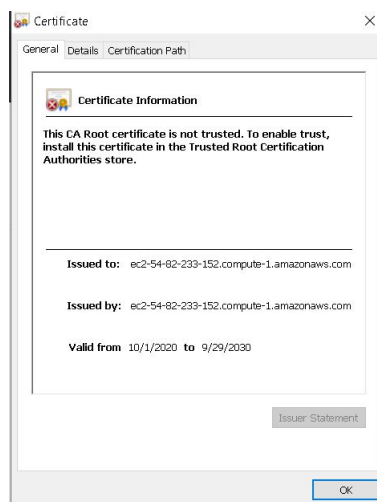 Certificate
General Details Certification Path
Certificate Information
This CA Root certificate is not trusted. To enable trust,
install this certificate in the Trusted Root Certification
Authorities store.
Issued to: ec2-54-82-233-152.compute-1.amazonaws.com
Issued by: ec2-54-82-233-152.compute-1.amazonaws.com
Valid from 10/1/2020 to 9/29/2030
Issuer Statement
OK